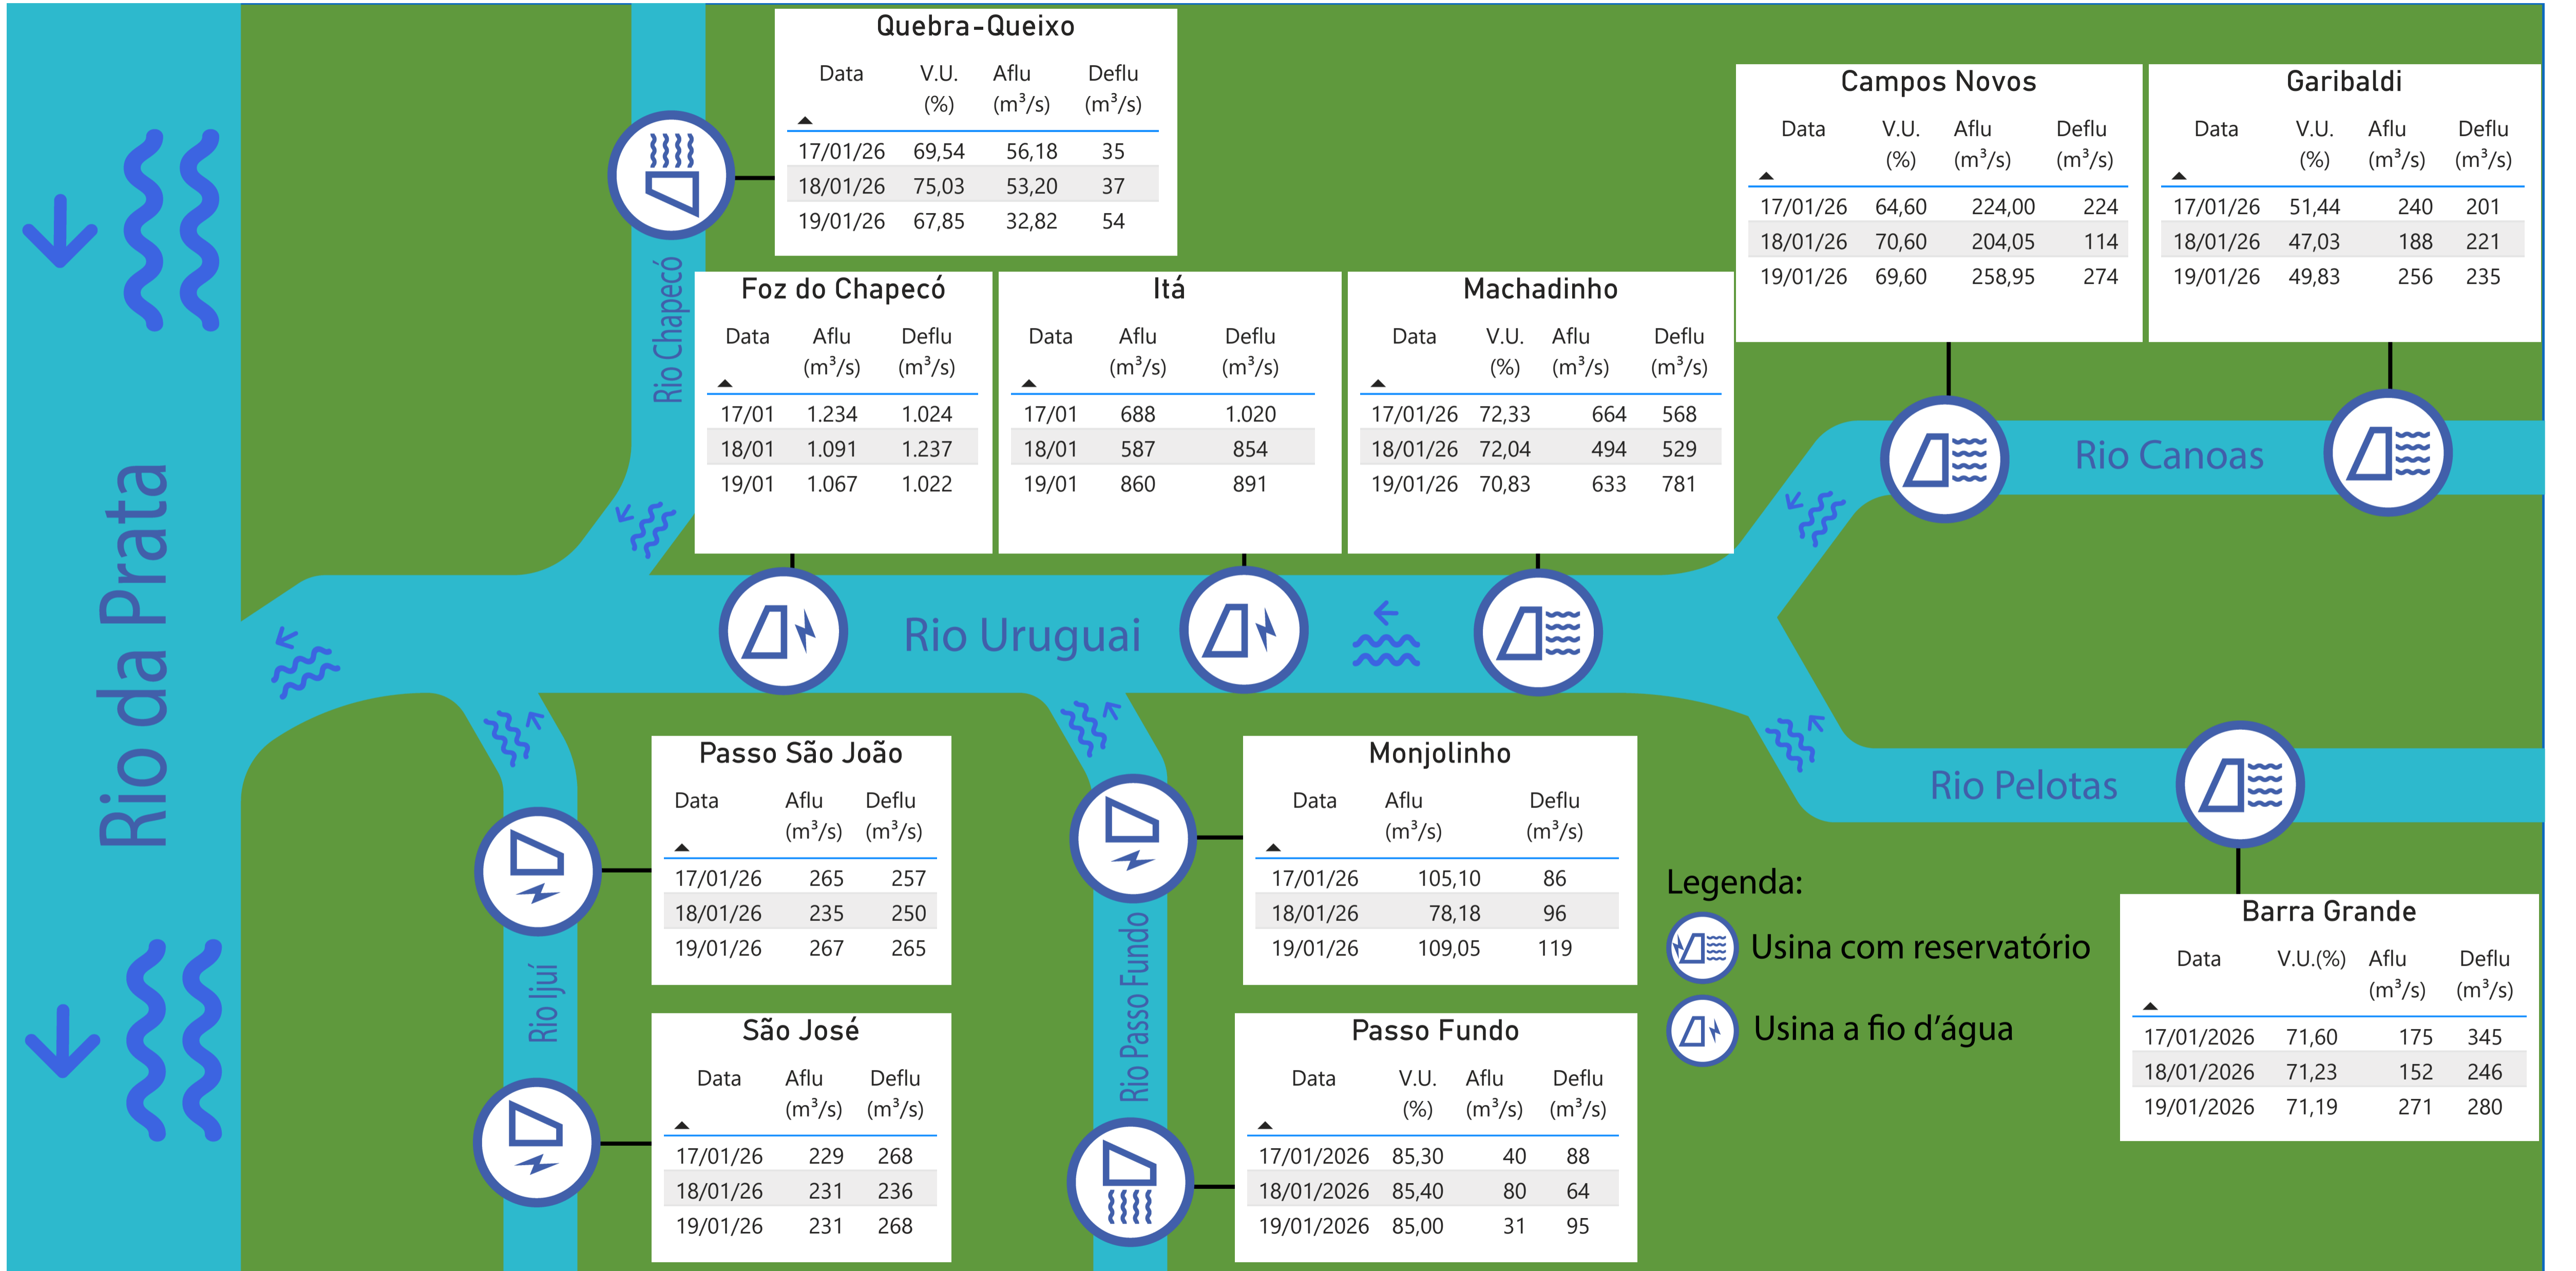 Quebra-Queixo
Data V.U. (%) Aflu (m³/s) Deflu (m³/s)
17/01/26 69,54 56,18 35
18/01/26 75,03 53,20 37
19/01/26 67,85 32,82 54
Campos Novos
Data V.U. (%) Aflu (m³/s) Deflu (m³/s)
17/01/26 64,60 224,00 224
18/01/26 70,60 204,05 114
19/01/26 69,60 258,95 274
Garibaldi
Data V.U. (%) Aflu (m³/s) Deflu (m³/s)
17/01/26 51,44 240 201
18/01/26 47,03 188 221
19/01/26 49,83 256 235
Rio Chapecó
Foz do Chapecó
Data Aflu (m³/s) Deflu (m³/s)
17/01 1.234 1.024
18/01 1.091 1.237
19/01 1.067 1.022
Itá
Data Aflu (m³/s) Deflu (m³/s)
17/01 688 1.020
18/01 587 854
19/01 860 891
Machadinho
Data V.U. (%) Aflu (m³/s) Deflu (m³/s)
17/01/26 72,33 664 568
18/01/26 72,04 494 529
19/01/26 70,83 633 781
Rio Canoas
Rio da Prata
Rio Uruguai
Rio Pelotas
Passo São João
Data Aflu (m³/s) Deflu (m³/s)
17/01/26 265 257
18/01/26 235 250
19/01/26 267 265
Monjolinho
Data Aflu (m³/s) Deflu (m³/s)
17/01/26 105,10 86
18/01/26 78,18 96
19/01/26 109,05 119
Legenda:
Usina com reservatório
Usina a fio d'água
Barra Grande
Data V.U.(%) Aflu (m³/s) Deflu (m³/s)
17/01/2026 71,60 175 345
18/01/2026 71,23 152 246
19/01/2026 71,19 271 280
Rio Ijuí
Rio Passo Fundo
São José
Data Aflu (m³/s) Deflu (m³/s)
17/01/26 229 268
18/01/26 231 236
19/01/26 231 268
Passo Fundo
Data V.U. (%) Aflu (m³/s) Deflu (m³/s)
17/01/2026 85,30 40 88
18/01/2026 85,40 80 64
19/01/2026 85,00 31 95